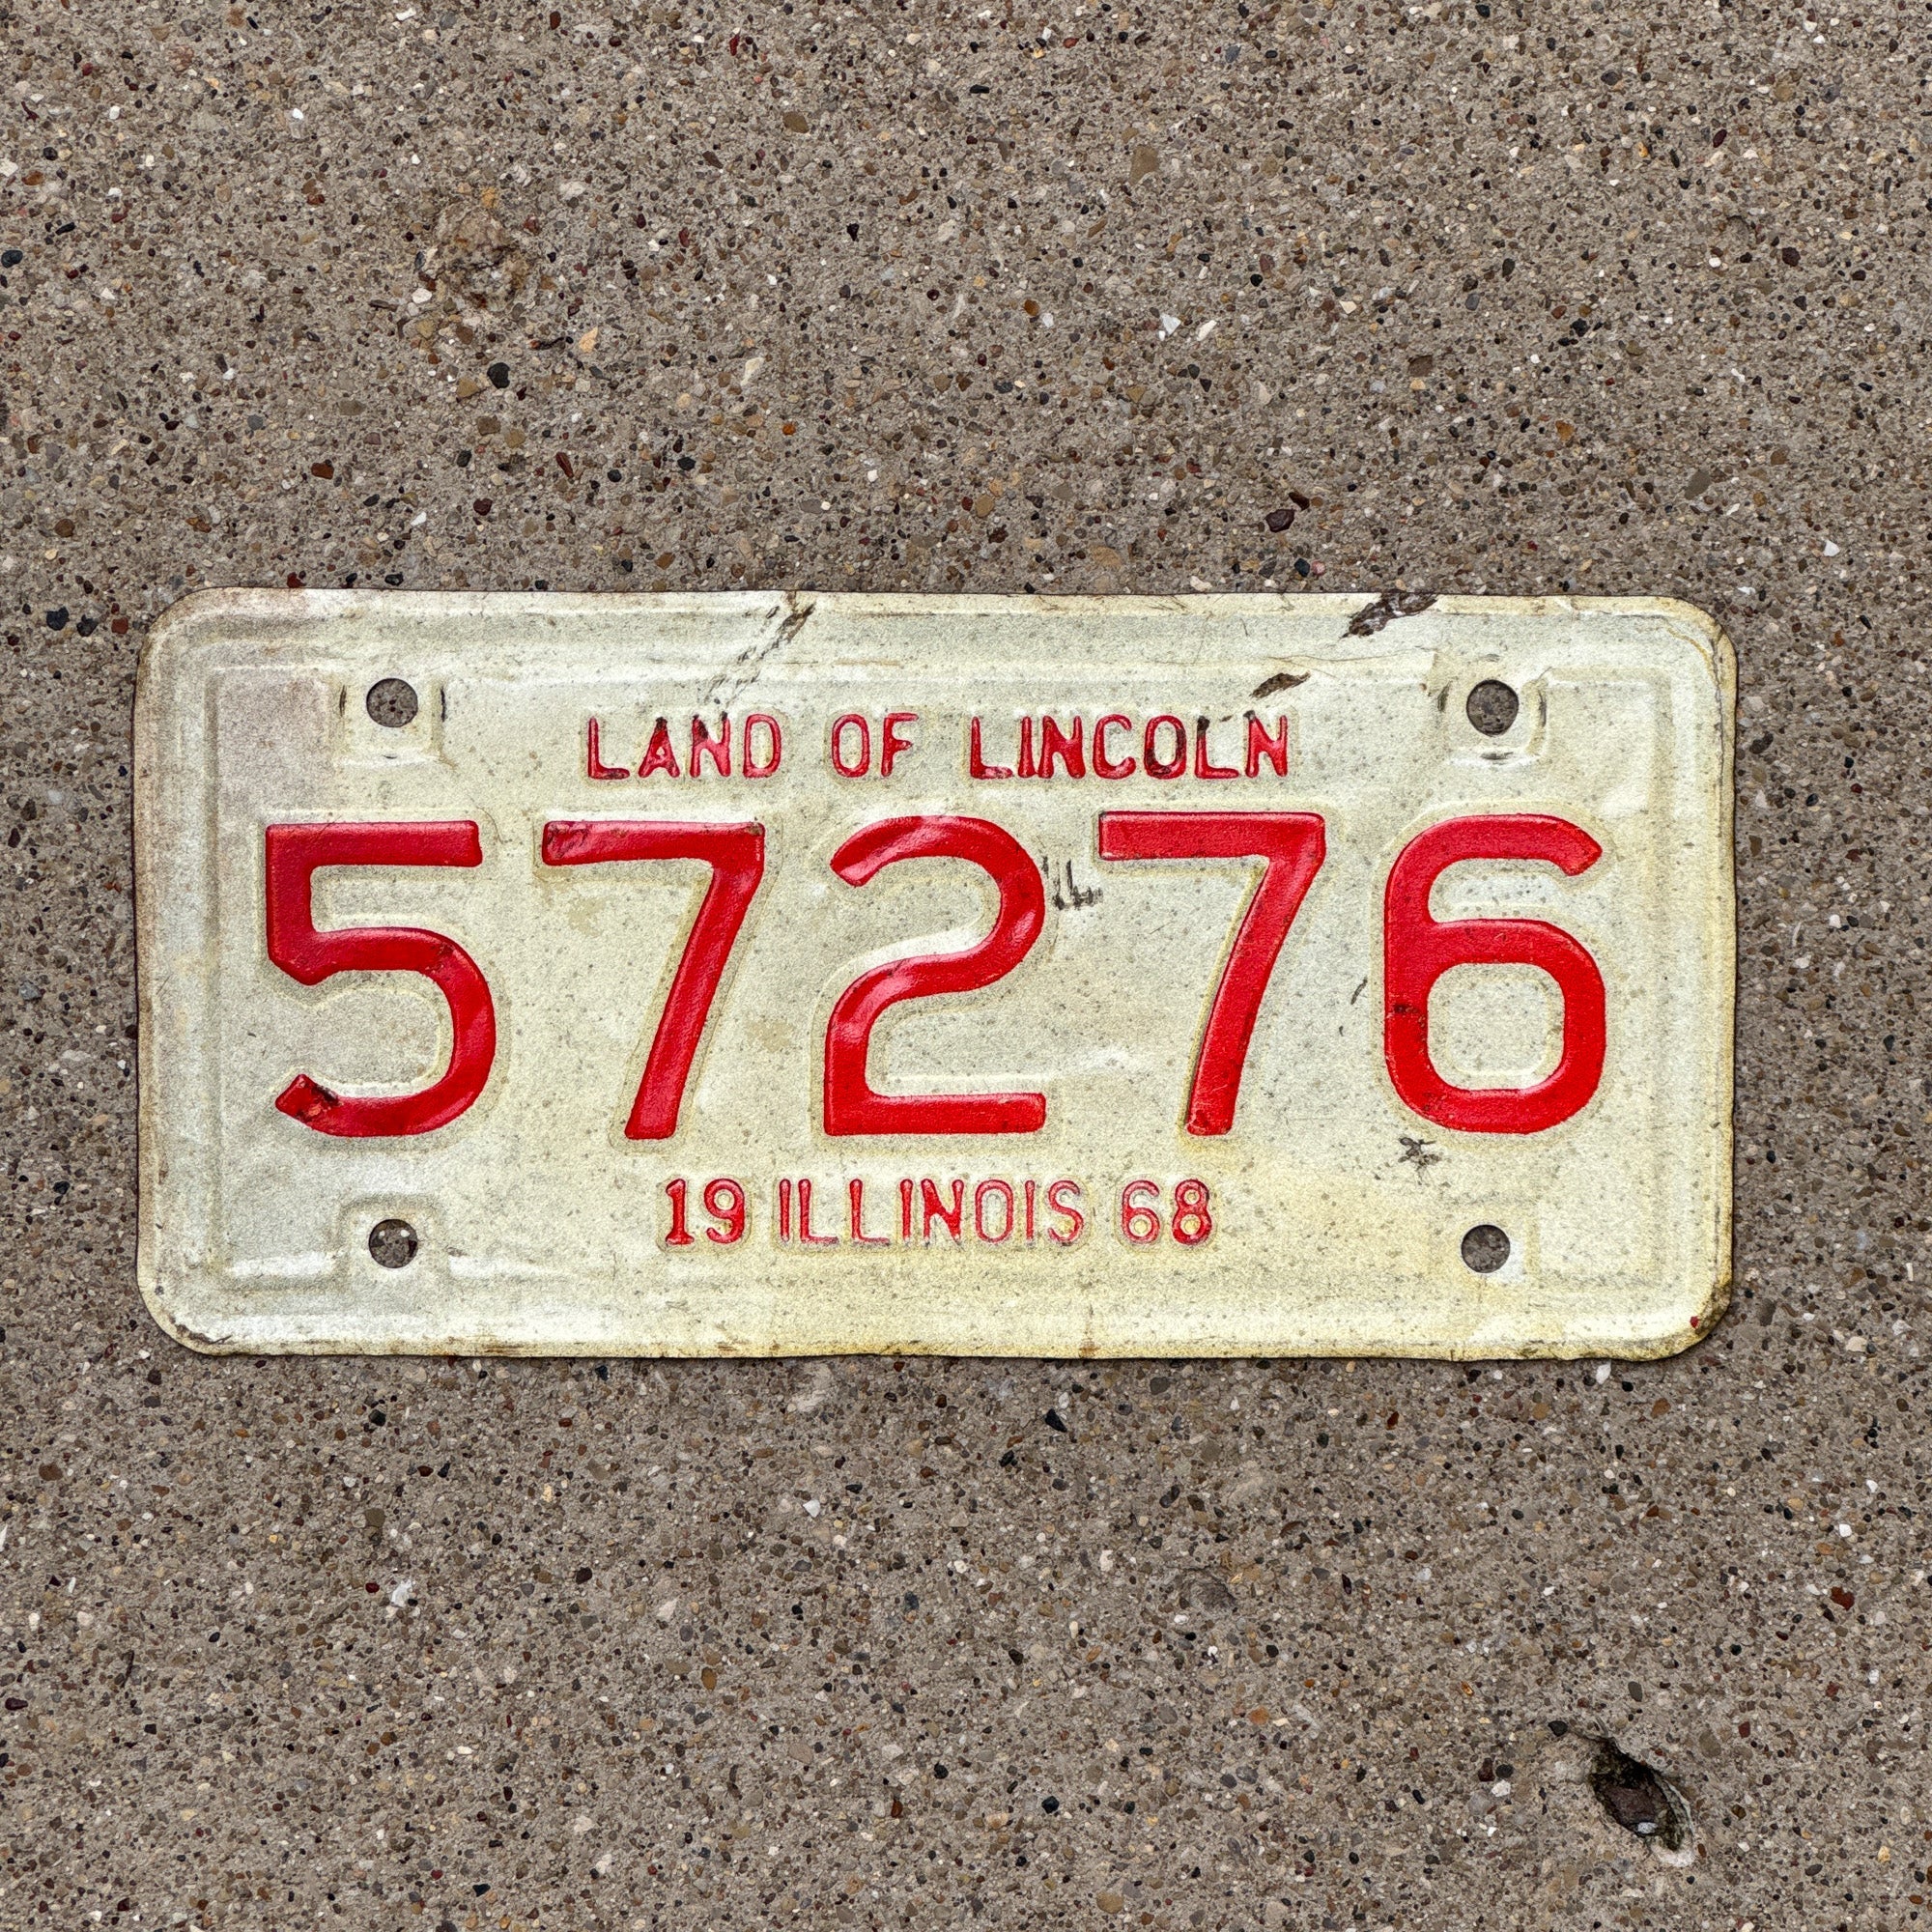 LAND OF LINCOLN
57276
19 ILLINOIS 68